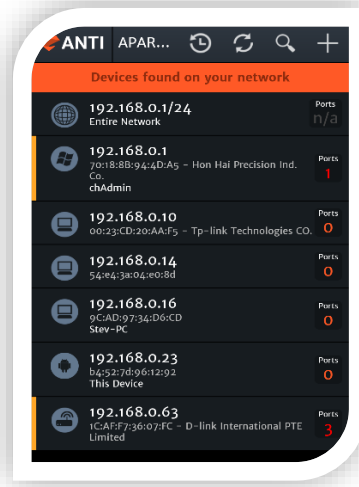 ANTI APAR...
Devices found on your network
192.168.0.1/24
Entire Network
Ports
n/a
192.168.0.1
70:18:8B:94:4D:A5 - Hon Hai Precision Ind.
Co.
chAdmin
Ports
1
192.168.0.10
00:23:CD:20:AA:F5 - Tp-link Technologies CO.
Ports
0
192.168.0.14
54:e4:3a:04:e0:8d
Ports
0
192.168.0.16
9C:AD:97:34:D6:CD
Stev-PC
Ports
0
192.168.0.23
b4:52:7d:96:12:92
This Device
Ports
0
192.168.0.63
1C:AF:F7:36:07:FC - D-link International PTE
Limited
Ports
3